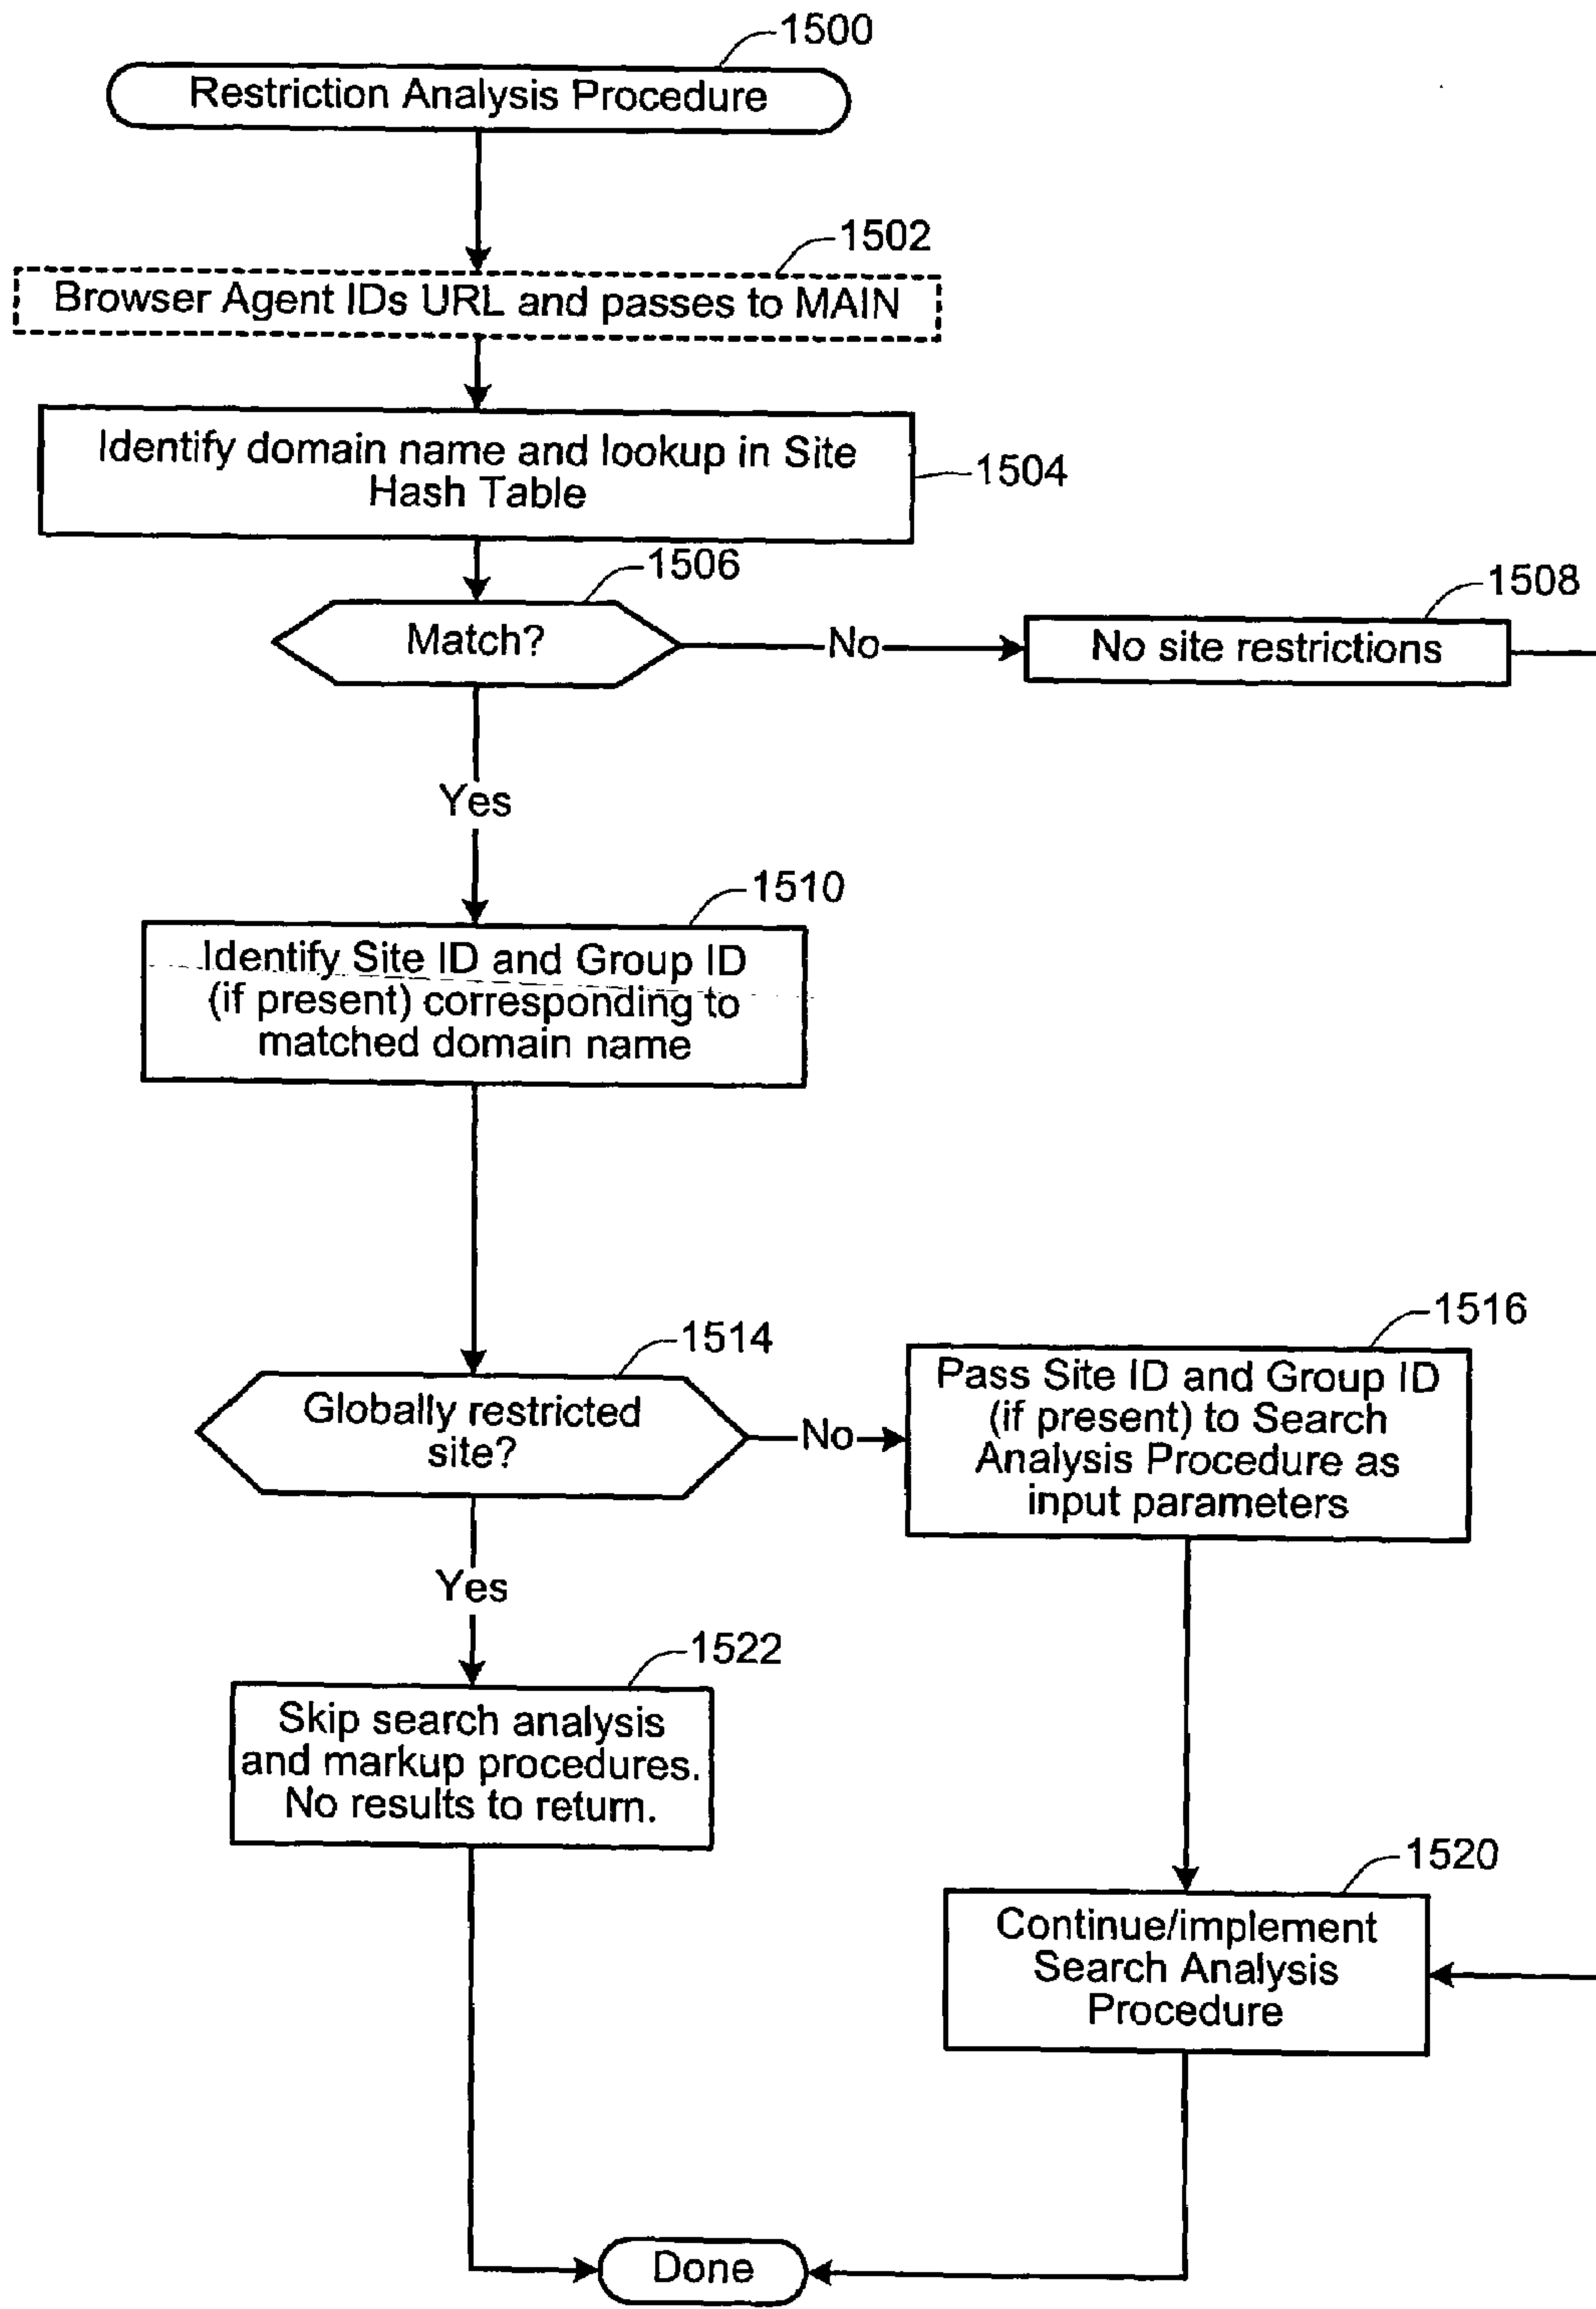 1500
Restriction Analysis Procedure
1502
Browser Agent IDs URL and passes to MAIN
Identify domain name and lookup in Site
Hash Table
1504
1506
Match?
No
1508
No site restrictions
Yes
1510
Identify Site ID and Group ID
(if present) corresponding to
matched domain name
1514
Globally restricted
site?
No
1516
Pass Site ID and Group ID
(if present) to Search
Analysis Procedure as
input parameters
Yes
1522
Skip search analysis
and markup procedures.
No results to return.
1520
Continue/implement
Search Analysis
Procedure
Done